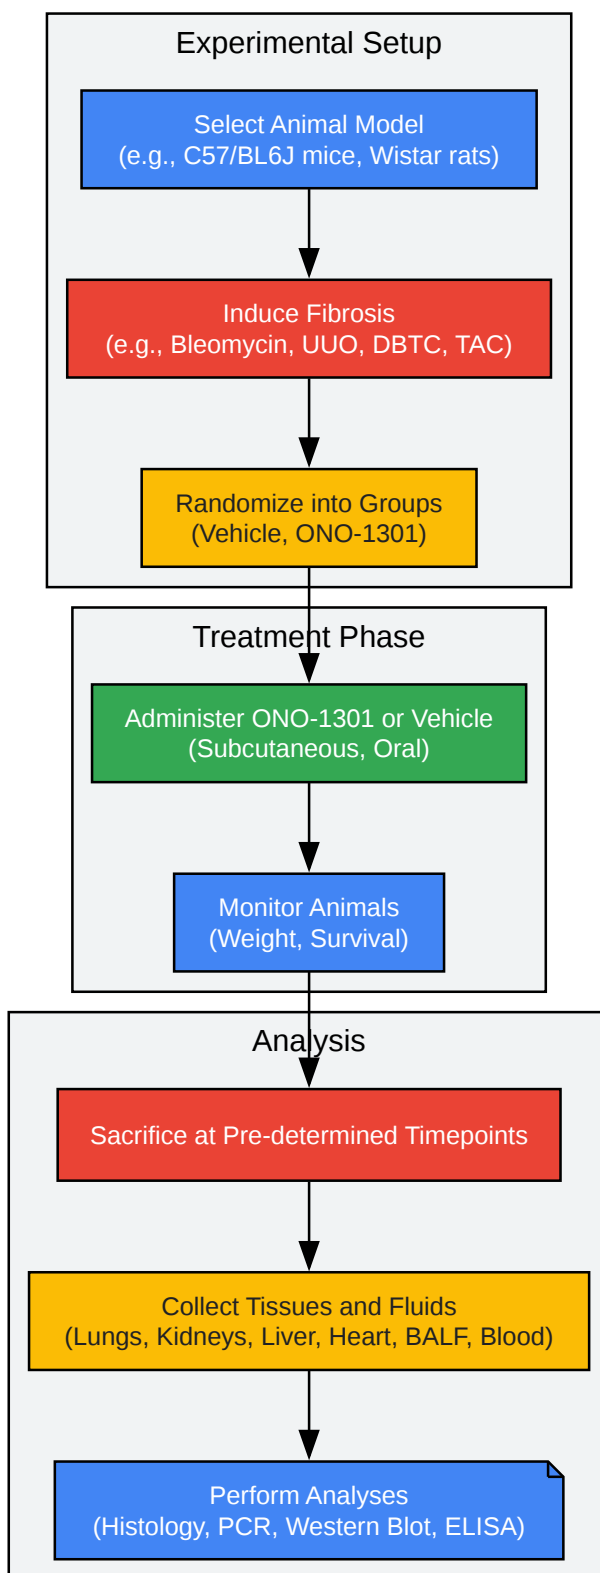 Experimental Setup
Select Animal Model
(e.g., C57/BL6J mice, Wistar rats)
Induce Fibrosis
(e.g., Bleomycin, UUO, DBTC, TAC)
Randomize into Groups
(Vehicle, ONO-1301)
Treatment Phase
Administer ONO-1301 or Vehicle
(Subcutaneous, Oral)
Monitor Animals
(Weight, Survival)
Analysis
Sacrifice at Pre-determined Timepoints
Collect Tissues and Fluids
(Lungs, Kidneys, Liver, Heart, BALF, Blood)
Perform Analyses
(Histology, PCR, Western Blot, ELISA)